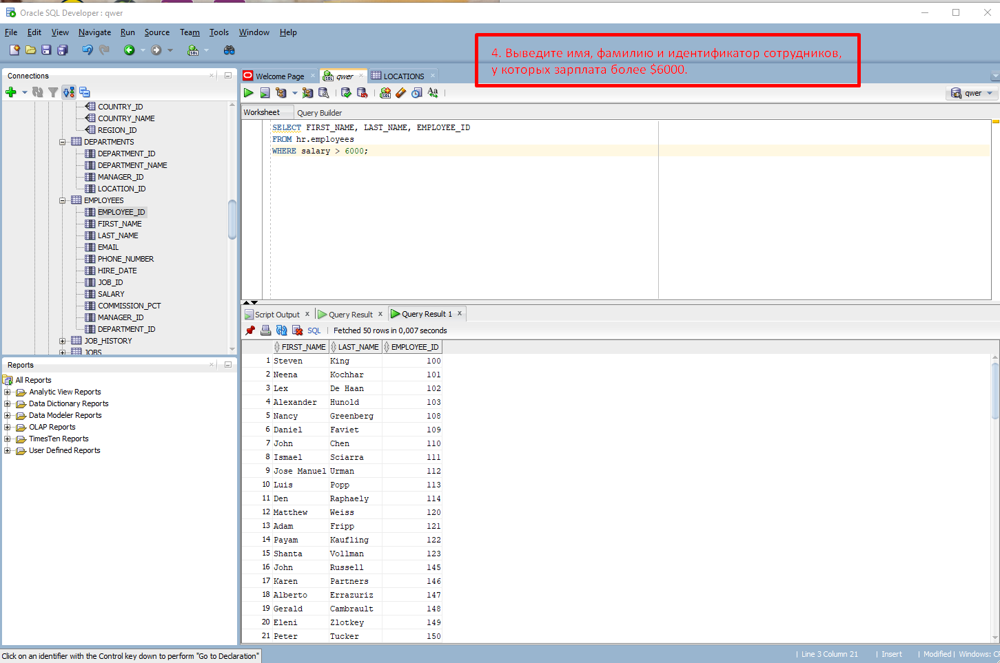 Oracle SQL Developer : qwer
File Edit View Navigate Run Source Team Tools Window Help
4. Выведите имя, фамилию и идентификатор сотрудников,
у которых зарплата более $6000.
Connections
COUNTRY_ID
COUNTRY_NAME
REGION_ID
DEPARTMENTS
DEPARTMENT_ID
DEPARTMENT_NAME
MANAGER_ID
LOCATION_ID
EMPLOYEES
EMPLOYEE_ID
FIRST_NAME
LAST_NAME
EMAIL
PHONE_NUMBER
HIRE_DATE
JOB_ID
SALARY
COMMISSION_PCT
MANAGER_ID
DEPARTMENT_ID
JOB_HISTORY
JOBS
Reports
All Reports
Analytic View Reports
Data Dictionary Reports
Data Modeler Reports
OLAP Reports
TimesTen Reports
User Defined Reports
Welcome Page qwer LOCATIONS
qwer
Worksheet Query Builder
SELECT FIRST_NAME, LAST_NAME, EMPLOYEE_ID
FROM hr.employees
WHERE salary > 6000;
Script Output Query Result Query Result 1
SQL Fetched 50 rows in 0,007 seconds
FIRST_NAME LAST_NAME EMPLOYEE_ID
1 Steven King 100
2 Neena Kochhar 101
3 Lex De Haan 102
4 Alexander Hunold 103
5 Nancy Greenberg 108
6 Daniel Faviet 109
7 John Chen 110
8 Ismael Sciarra 111
9 Jose Manuel Urman 112
10 Luis Popp 113
11 Den Raphaely 114
12 Matthew Weiss 120
13 Adam Fripp 121
14 Payam Kaufling 122
15 Shanta Vollman 123
16 John Russell 145
17 Karen Partners 146
18 Alberto Errazuriz 147
19 Gerald Cambrault 148
20 Eleni Zlotkey 149
21 Peter Tucker 150
Click on an identifier with the Control key down to perform "Go to Declaration"
Line 3 Column 21 | Insert | Modified | Windows: